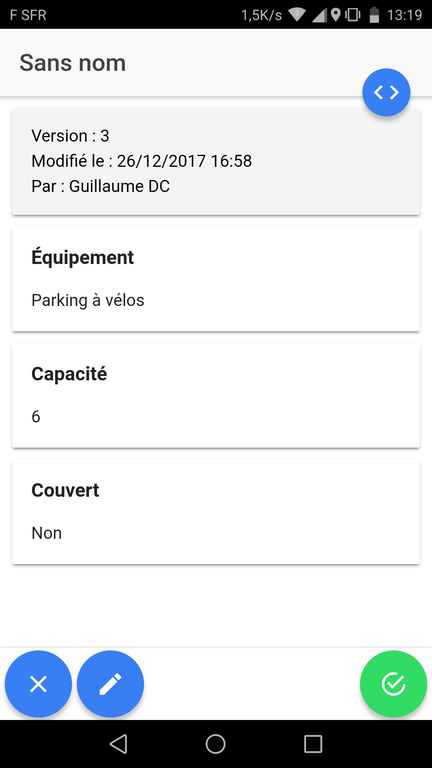 F SFR 1,5K/s 13:19
Sans nom
Version : 3
Modifié le : 26/12/2017 16:58
Par : Guillaume DC
Équipement
Parking à vélos
Capacité
6
Couvert
Non